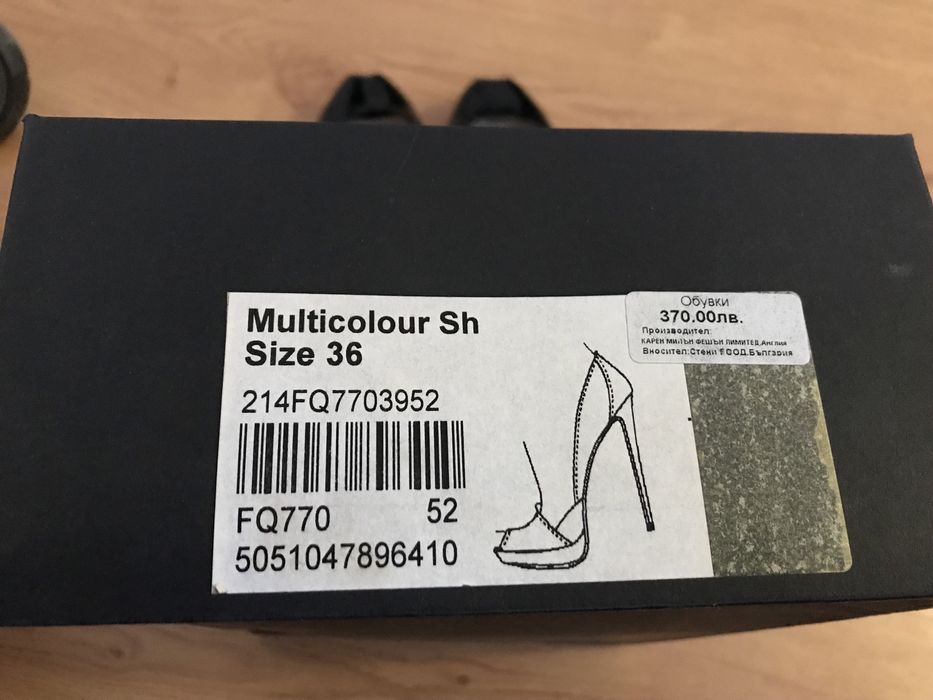 Multicolour Sh
Size 36
214FQ7703952
FQ770
52
5051047896410
Обувки
370.00лв.
Производител:
КАРЕН МИЛЪН ФЕШЪН ЛИМИТЕД,Англия
Вносител:Стени ООД,България